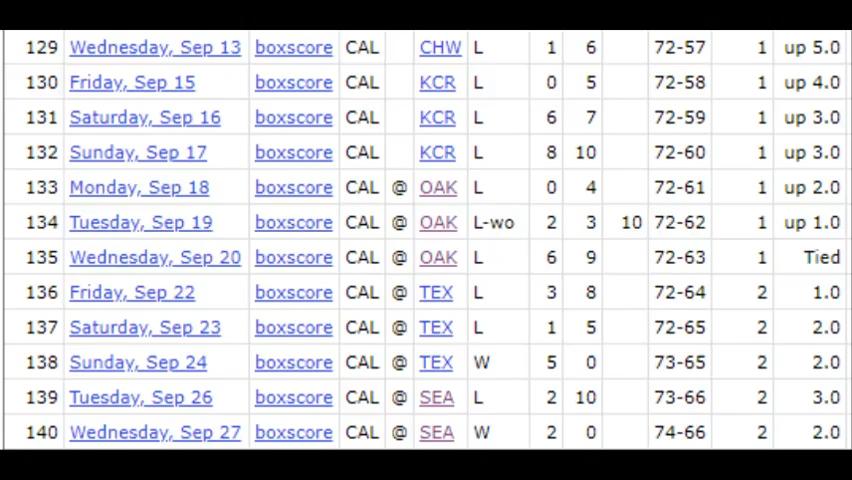 129 Wednesday, Sep 13 boxscore CAL CHW L 1 6 72-57 1 up 5.0
130 Friday, Sep 15 boxscore CAL KCR L 0 5 72-58 1 up 4.0
131 Saturday, Sep 16 boxscore CAL KCR L 6 7 72-59 1 up 3.0
132 Sunday, Sep 17 boxscore CAL KCR L 8 10 72-60 1 up 3.0
133 Monday, Sep 18 boxscore CAL @ OAK L 0 4 72-61 1 up 2.0
134 Tuesday, Sep 19 boxscore CAL @ OAK L-wo 2 3 10 72-62 1 up 1.0
135 Wednesday, Sep 20 boxscore CAL @ OAK L 6 9 72-63 1 Tied
136 Friday, Sep 22 boxscore CAL @ TEX L 3 8 72-64 2 1.0
137 Saturday, Sep 23 boxscore CAL @ TEX L 1 5 72-65 2 2.0
138 Sunday, Sep 24 boxscore CAL @ TEX W 5 0 73-65 2 2.0
139 Tuesday, Sep 26 boxscore CAL @ SEA L 2 10 73-66 2 3.0
140 Wednesday, Sep 27 boxscore CAL @ SEA W 2 0 74-66 2 2.0